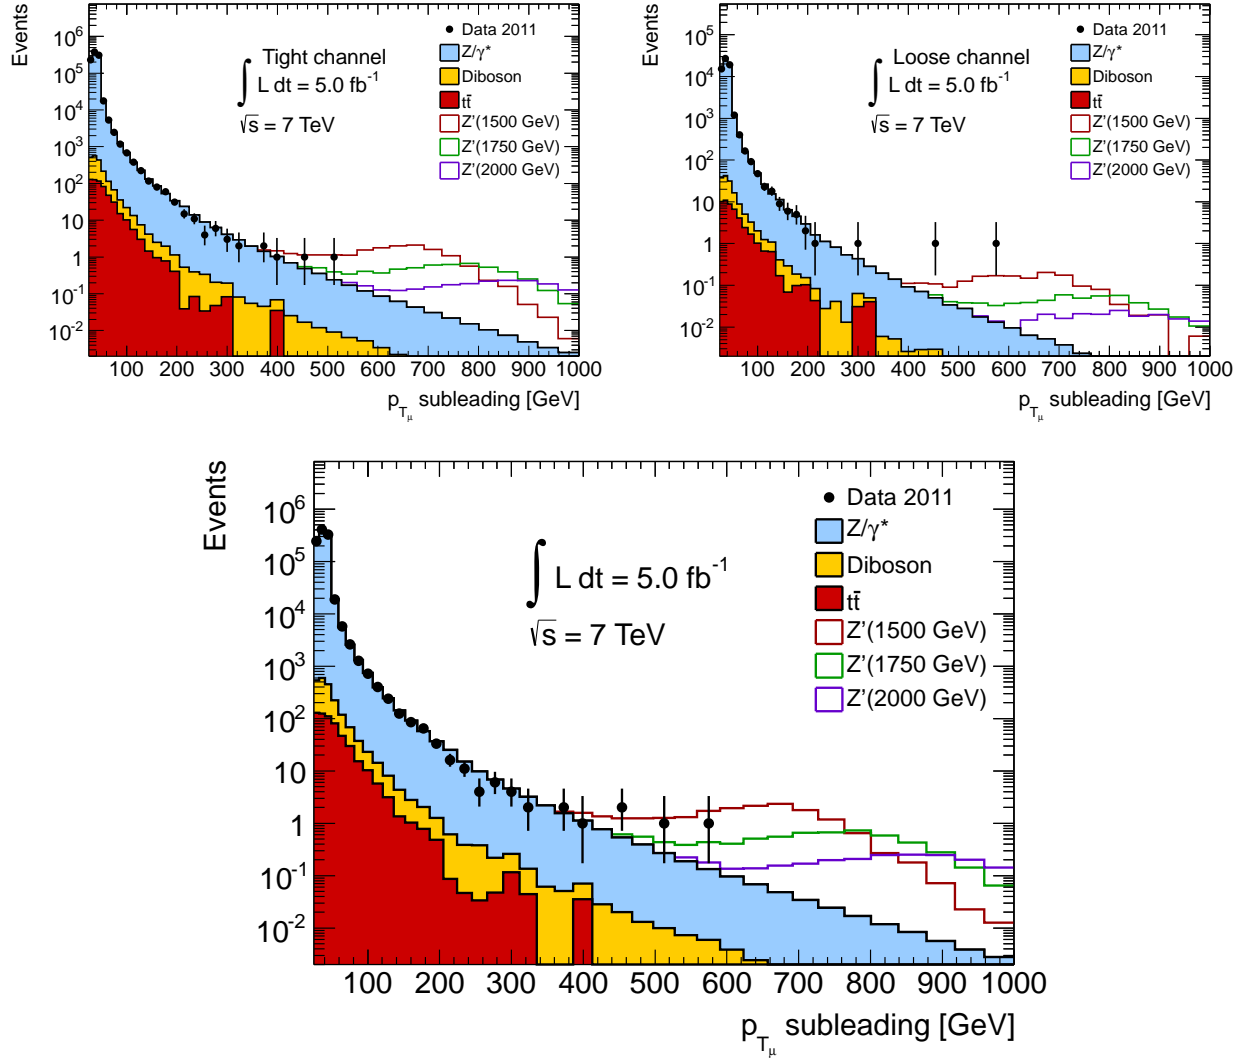 Events
10⁶
10⁵
10⁴
10³
10²
10
1
10⁻¹
10⁻²
Tight channel
∫ L dt = 5.0 fb⁻¹
√s = 7 TeV
Data 2011
Z/γ*
Diboson
tt̄
Z'(1500 GeV)
Z'(1750 GeV)
Z'(2000 GeV)
100 200 300 400 500 600 700 800 900 1000
p_{T_μ} subleading [GeV]
Events
10⁵
10⁴
10³
10²
10
1
10⁻¹
10⁻²
Loose channel
∫ L dt = 5.0 fb⁻¹
√s = 7 TeV
Data 2011
Z/γ*
Diboson
tt̄
Z'(1500 GeV)
Z'(1750 GeV)
Z'(2000 GeV)
100 200 300 400 500 600 700 800 900 1000
p_{T_μ} subleading [GeV]
Events
10⁶
10⁵
10⁴
10³
10²
10
1
10⁻¹
10⁻²
∫ L dt = 5.0 fb⁻¹
√s = 7 TeV
Data 2011
Z/γ*
Diboson
tt̄
Z'(1500 GeV)
Z'(1750 GeV)
Z'(2000 GeV)
100 200 300 400 500 600 700 800 900 1000
p_{T_μ} subleading [GeV]